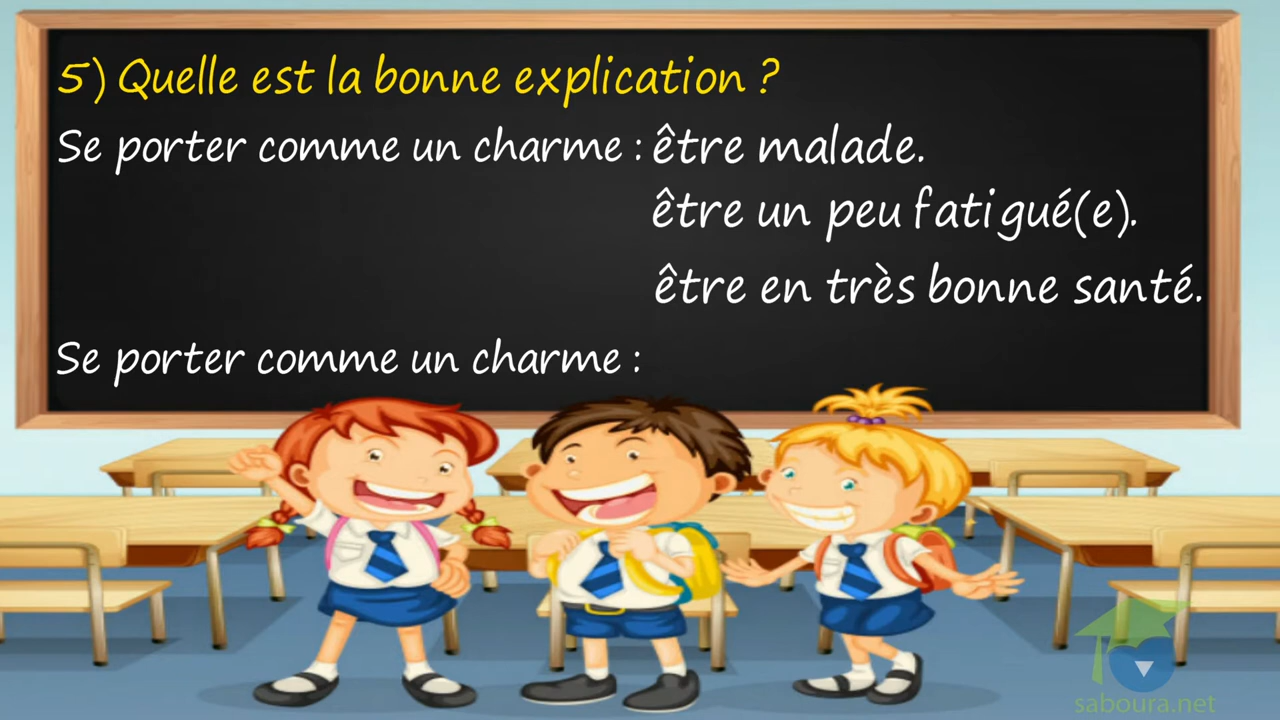 5) Quelle est la bonne explication ?
Se porter comme un charme : être malade.
être un peu fatigué(e).
être en très bonne santé.
Se porter comme un charme :
saboura.net